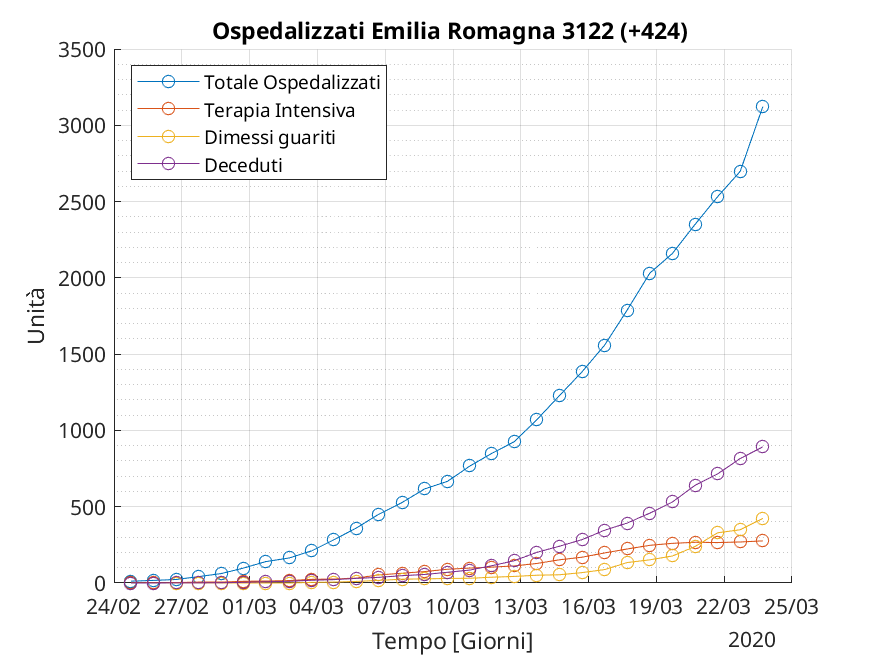 Ospedalizzati Emilia Romagna 3122 (+424)
3500
3000
2500
2000
1500
1000
500
0
Unità
Totale Ospedalizzati
Terapia Intensiva
Dimessi guariti
Deceduti
24/02 27/02 01/03 04/03 07/03 10/03 13/03 16/03 19/03 22/03 25/03
Tempo [Giorni]
2020